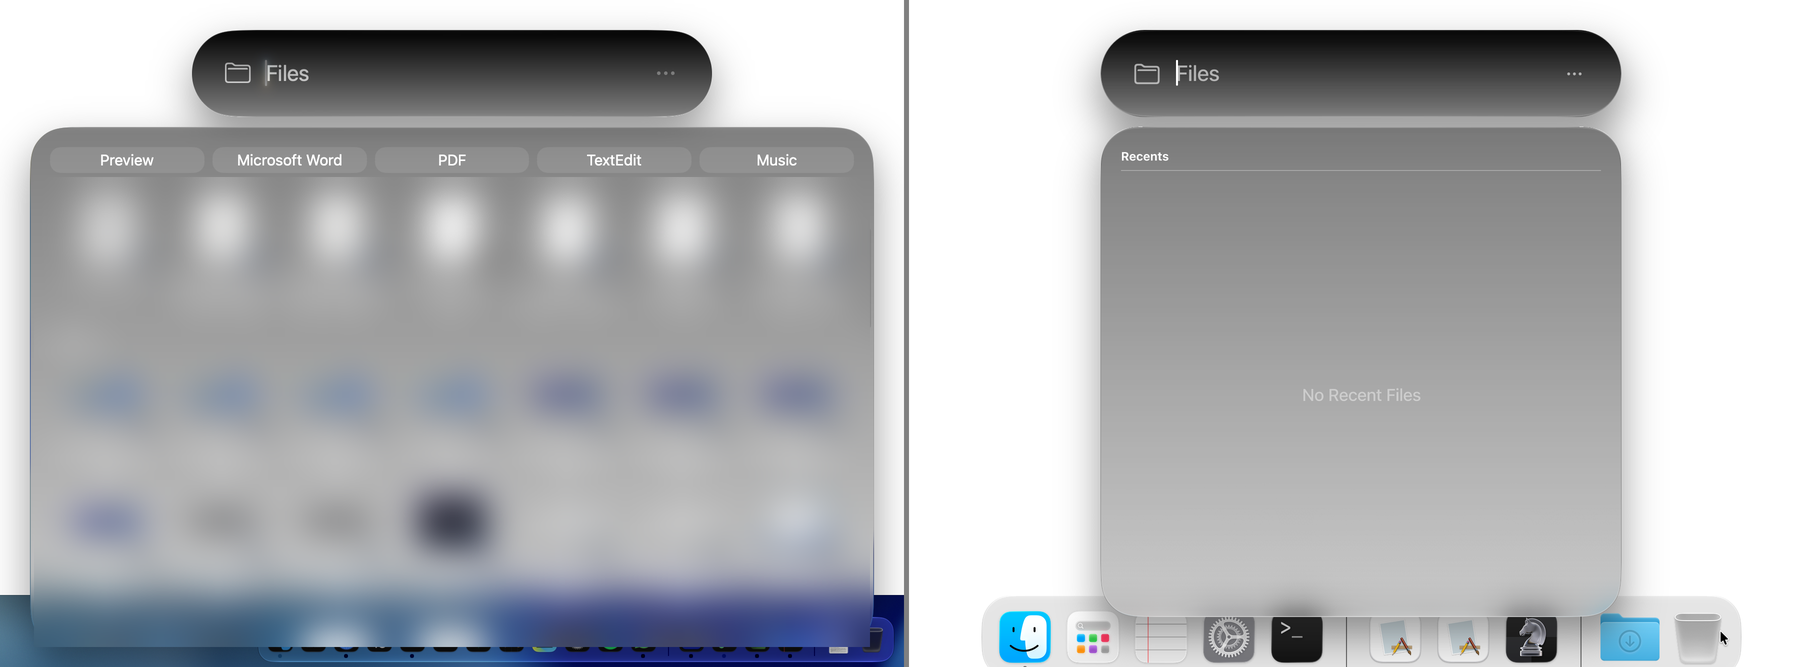 Files
Preview
Microsoft Word
PDF
TextEdit
Music
Files
Recents
No Recent Files
>_